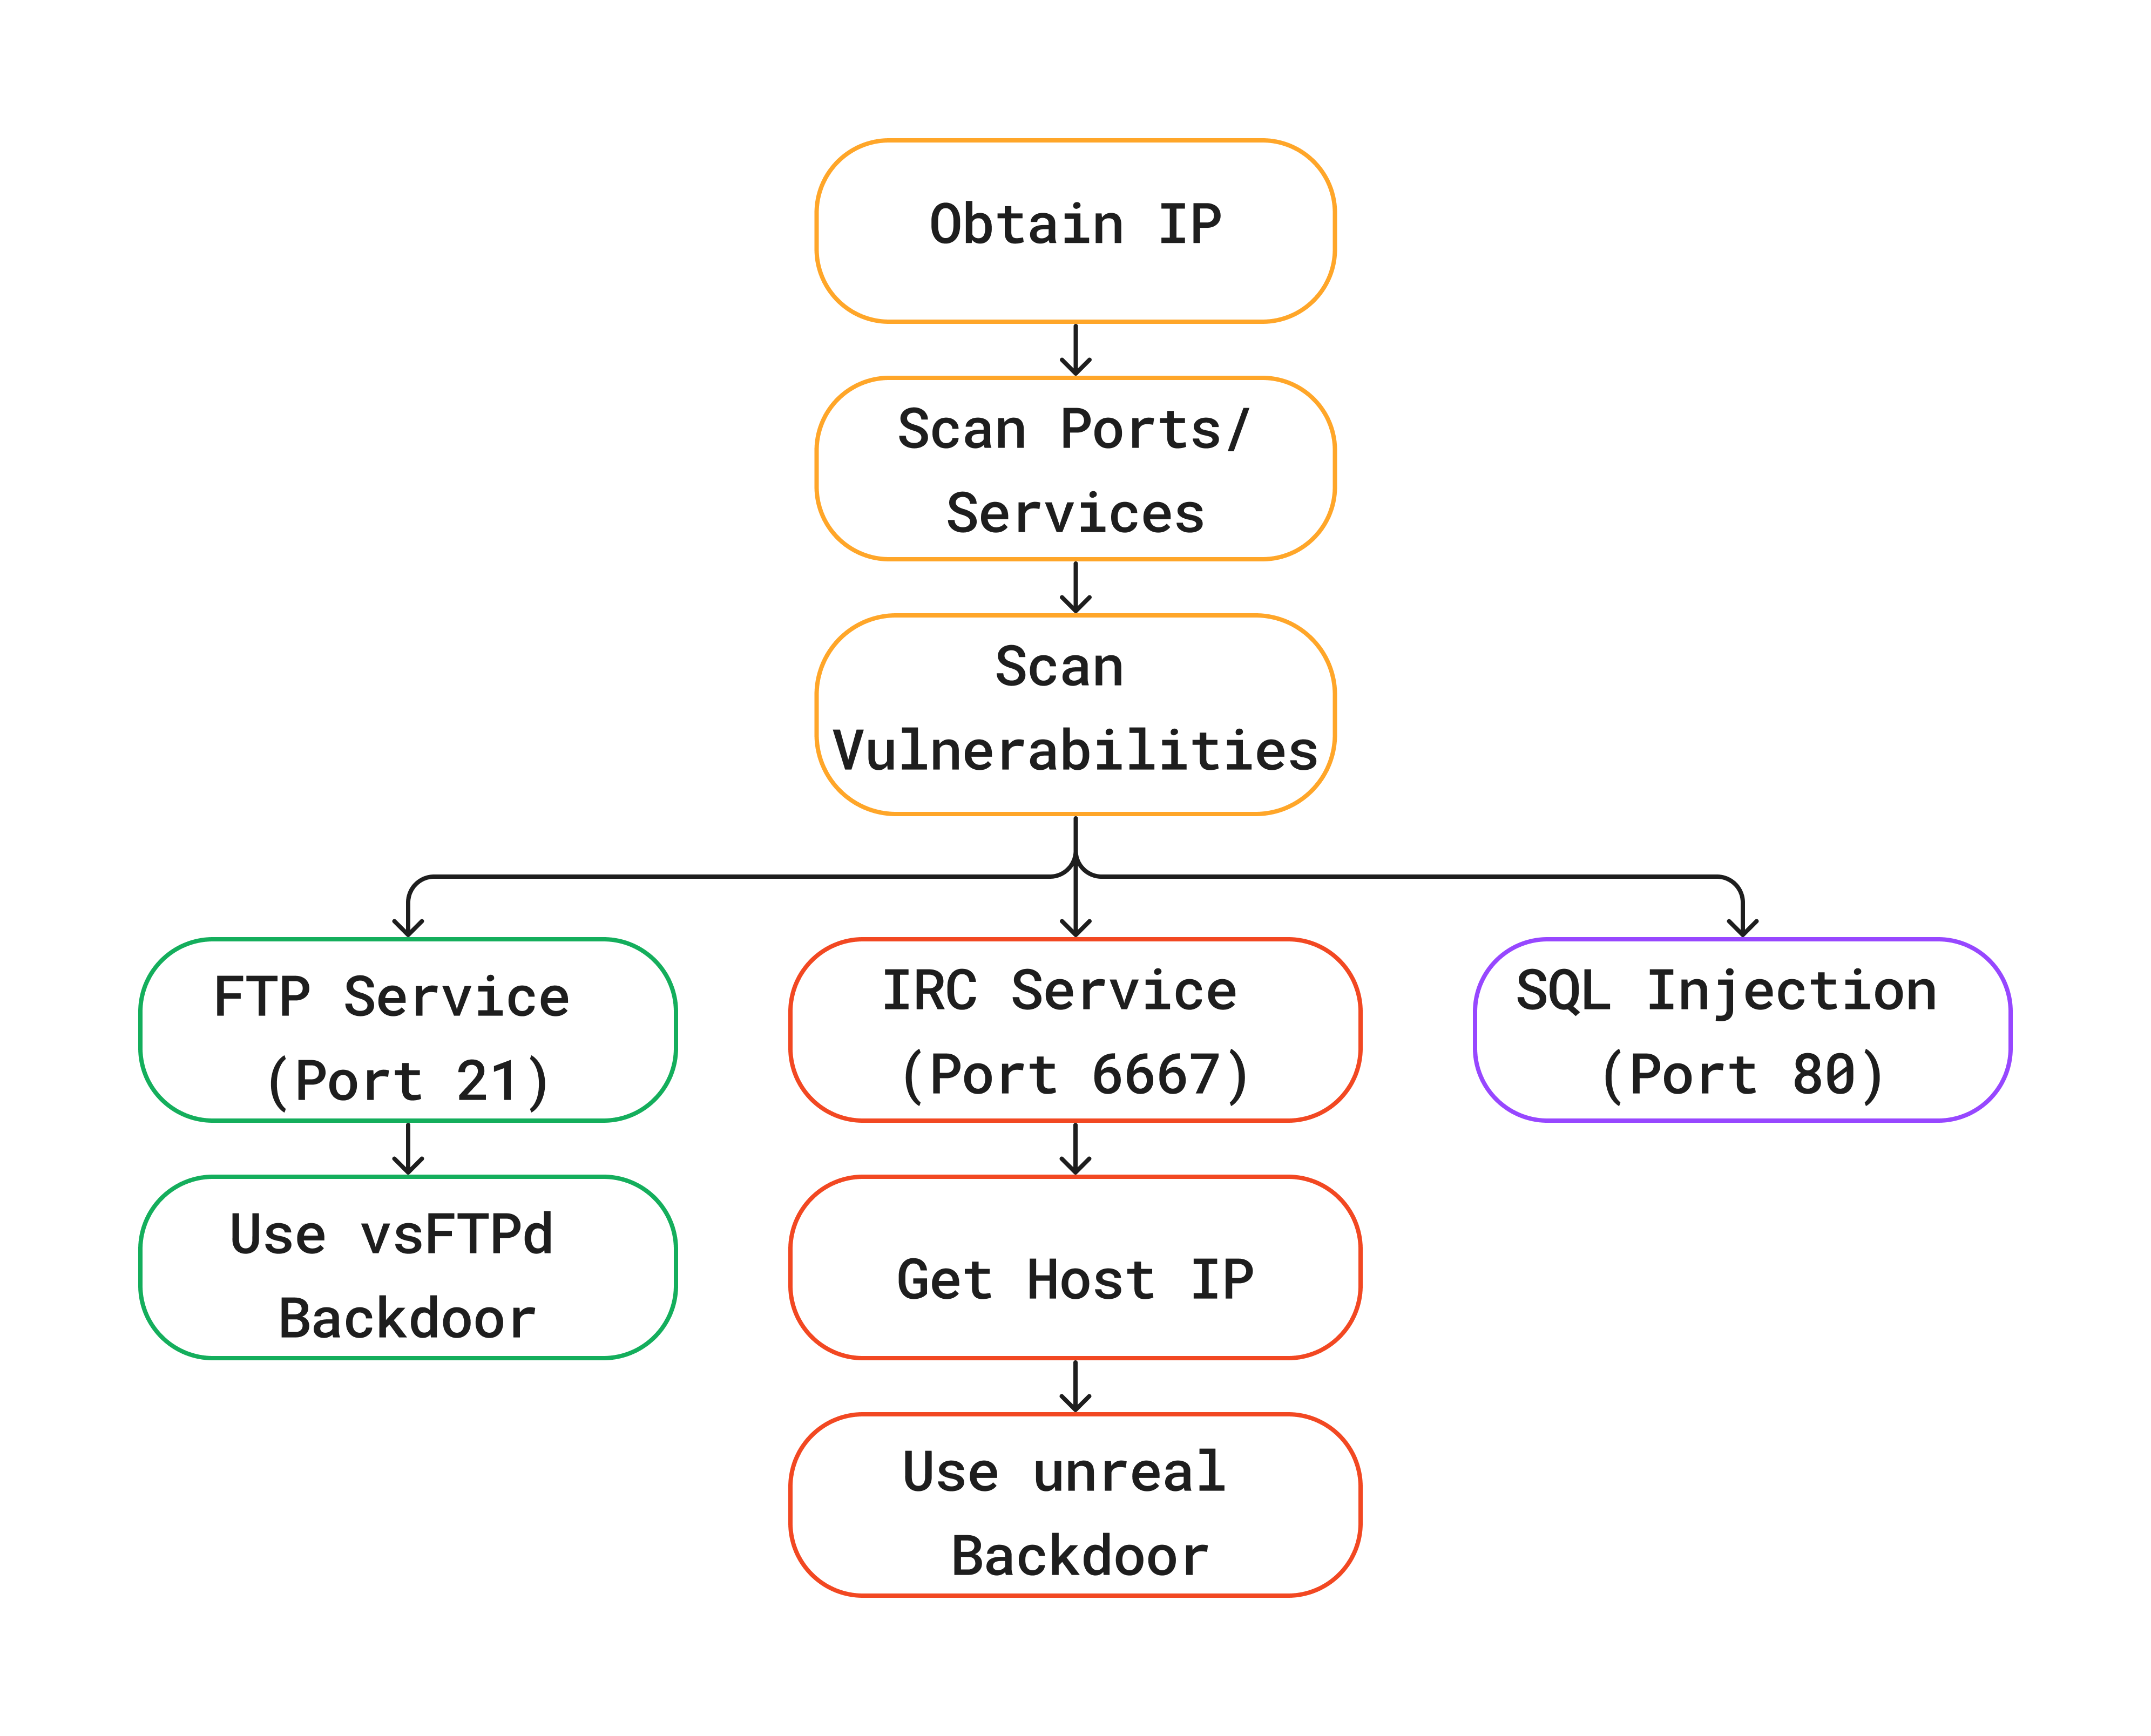 Obtain IP
Scan Ports/
Services
Scan
Vulnerabilities
FTP Service
(Port 21)
IRC Service
(Port 6667)
SQL Injection
(Port 80)
Use vsFTPd
Backdoor
Get Host IP
Use unreal
Backdoor